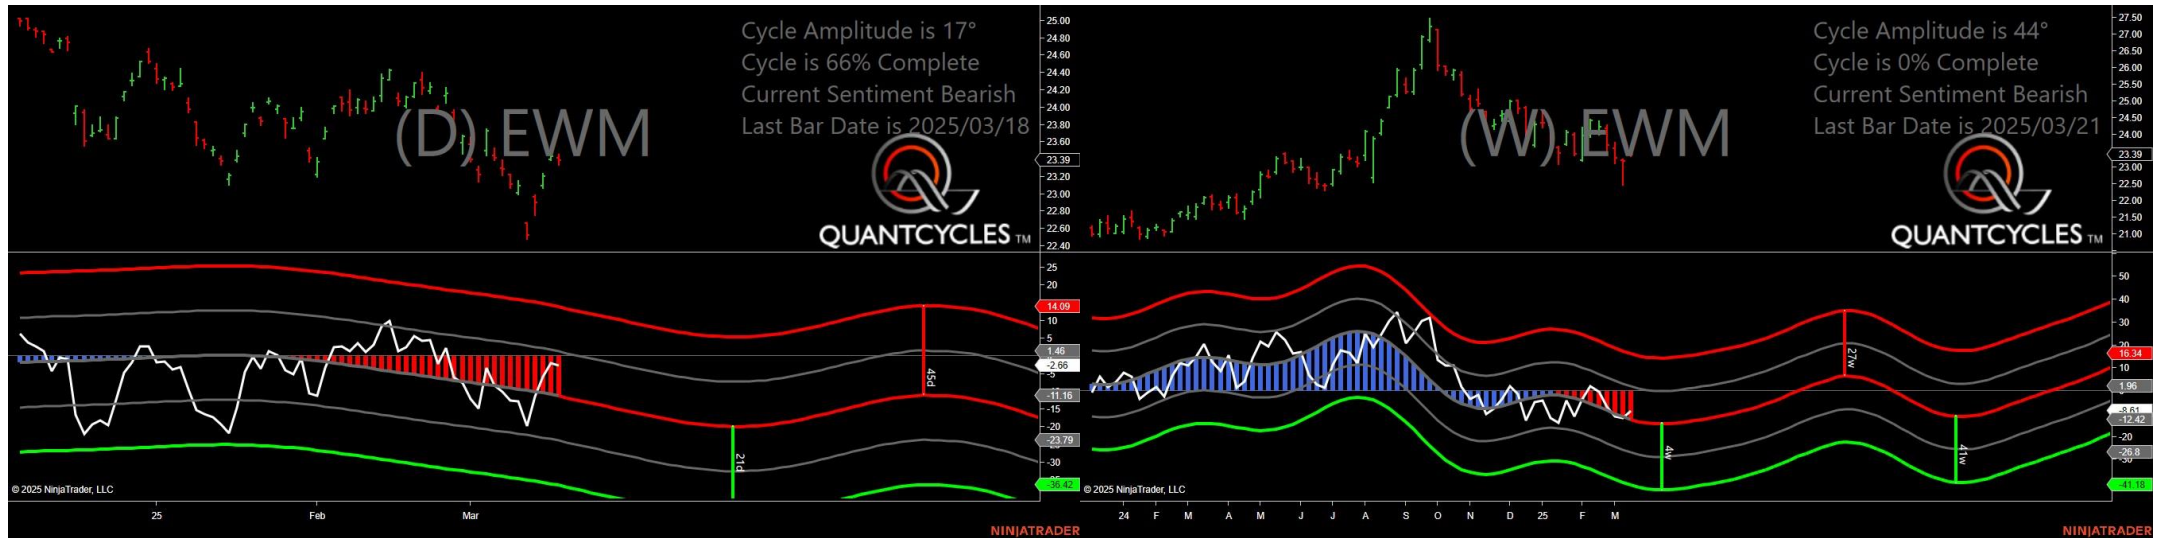 Cycle Amplitude is 17°
Cycle is 66% Complete
Current Sentiment Bearish
Last Bar Date is 2025/03/18
(D) EWM
QUANTCYCLES TM
25.00
24.80
24.60
24.40
24.20
24.00
23.80
23.60
23.39
23.20
23.00
22.80
22.60
22.40
25
20
14.09
10
5
1.46
-2.66
-5
-11.16
-15
-20
-23.79
-30
-36.42
45d
21d
© 2025 NinjaTrader, LLC
25
Feb
Mar
NINJATRADER
Cycle Amplitude is 44°
Cycle is 0% Complete
Current Sentiment Bearish
Last Bar Date is 2025/03/21
(W) EWM
QUANTCYCLES TM
27.50
27.00
26.50
26.00
25.50
25.00
24.50
24.00
23.39
23.00
22.50
22.00
21.50
21.00
50
40
30
20
16.34
10
1.96
-8.61
-12.42
-20
-26.8
-41.18
27w
4w
41w
© 2025 NinjaTrader, LLC
24 F M A M J J A S O N D 25 F M
NINJATRADER